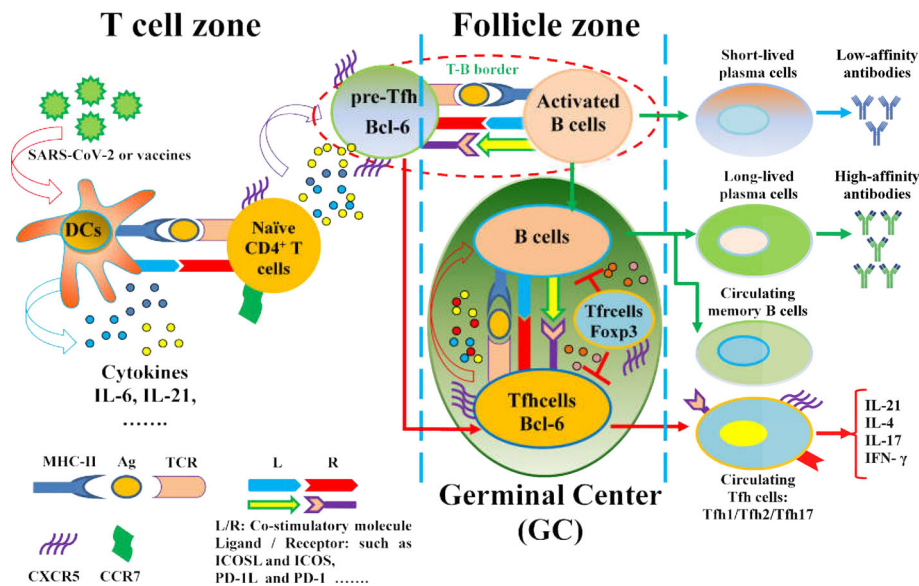 T cell zone
Follicle zone
T-B border
SARS-CoV-2 or vaccines
DCs
Naïve
CD4⁺ T
cells
Cytokines
IL-6, IL-21,
.......
pre-Tfh
Bcl-6
Activated
B cells
B cells
Tfrcells
Foxp3
Tfhcells
Bcl-6
Germinal Center
(GC)
Short-lived
plasma cells
Low-affinity
antibodies
Long-lived
plasma cells
High-affinity
antibodies
Circulating
memory B cells
Circulating
Tfh cells:
Tfh1/Tfh2/Tfh17
IL-21
IL-4
IL-17
IFN- γ
MHC-II Ag TCR
CXCR5 CCR7
L R
L/R: Co-stimulatory molecule
Ligand / Receptor: such as
ICOSL and ICOS,
PD-1L and PD-1 .......